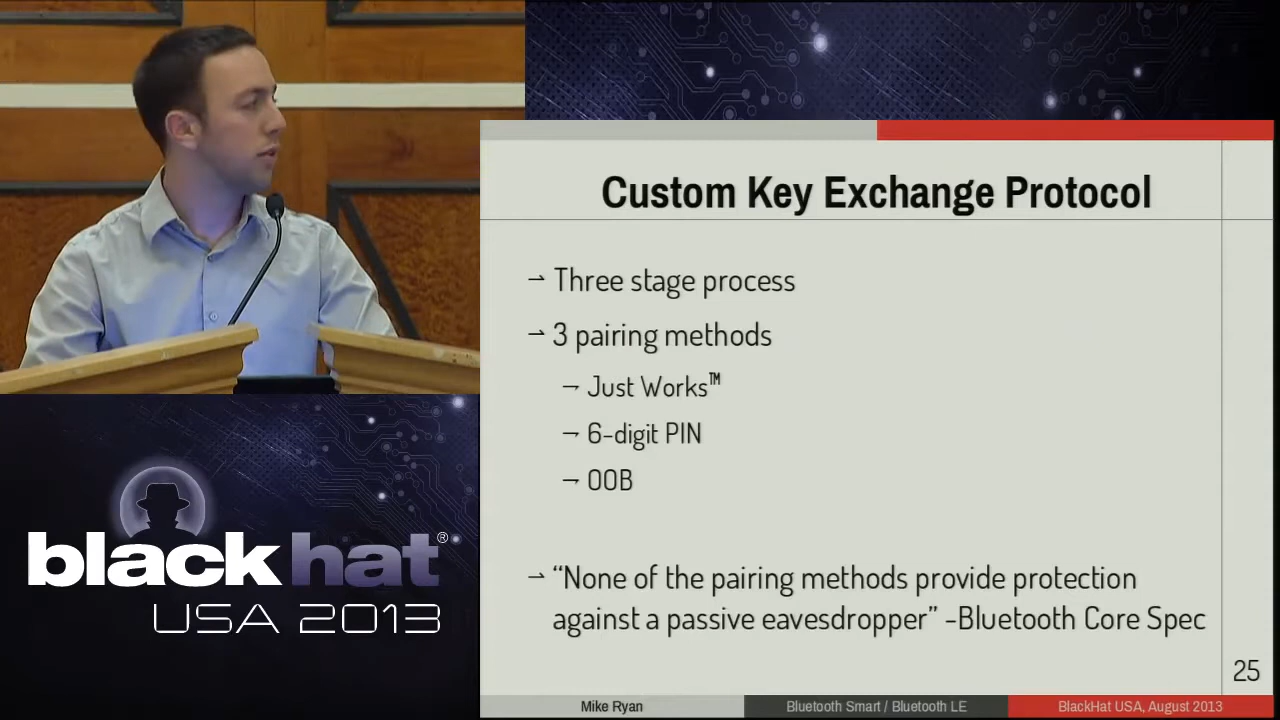 Custom Key Exchange Protocol
→ Three stage process
→ 3 pairing methods
→ Just Works™
→ 6-digit PIN
→ OOB
→ “None of the pairing methods provide protection
against a passive eavesdropper” -Bluetooth Core Spec
25
Mike Ryan
Bluetooth Smart / Bluetooth LE
BlackHat USA, August 2013
black hat®
USA 2013